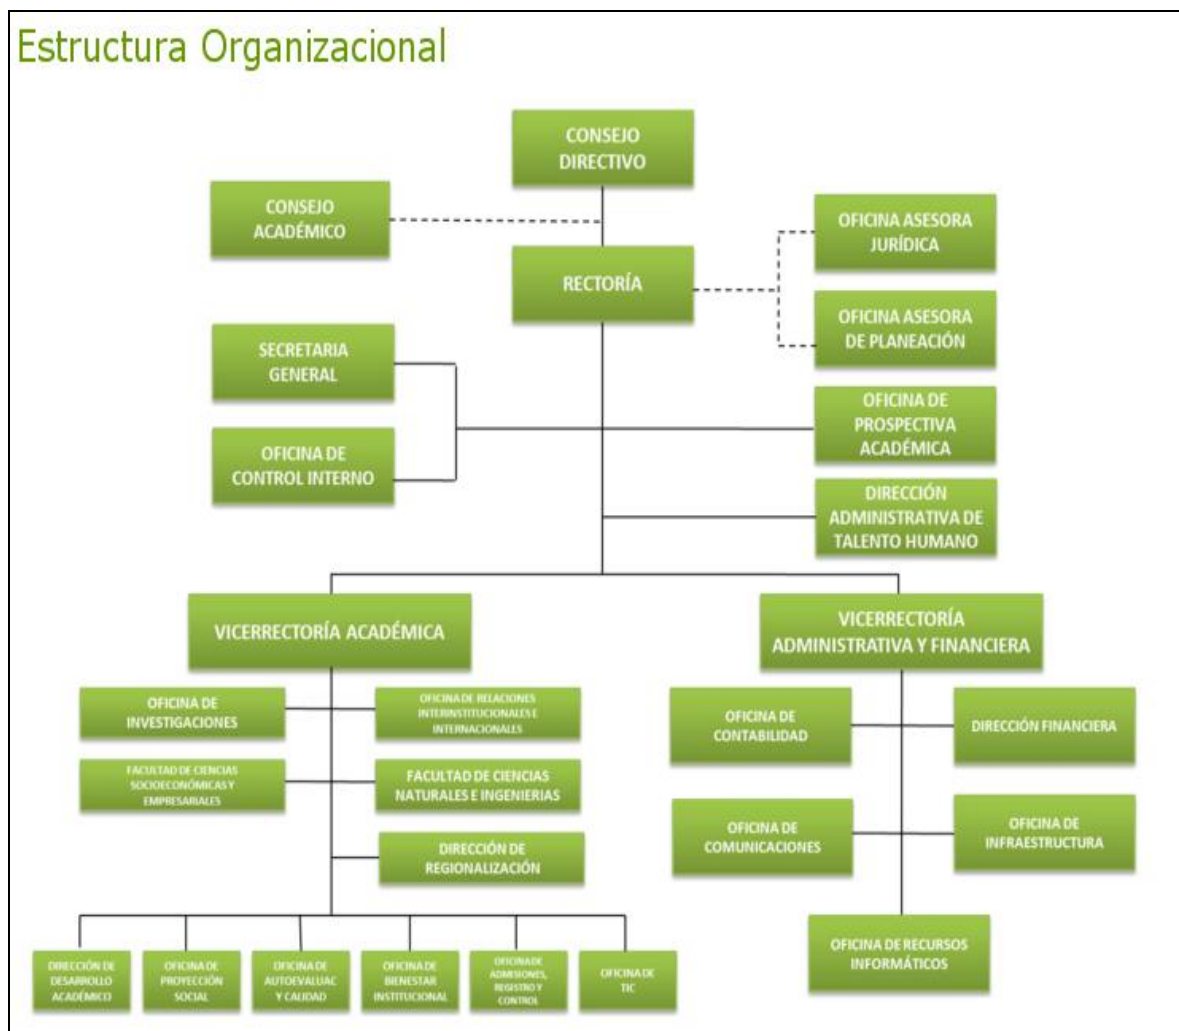 Estructura Organizacional
CONSEJO
DIRECTIVO
CONSEJO
ACADÉMICO
OFICINA ASESORA
JURÍDICA
RECTORÍA
OFICINA ASESORA
DE PLANEACIÓN
SECRETARIA
GENERAL
OFICINA DE
PROSPECTIVA
ACADÉMICA
OFICINA DE
CONTROL INTERNO
DIRECCIÓN
ADMINISTRATIVA DE
TALENTO HUMANO
VICERRECTORÍA ACADÉMICA
VICERRECTORÍA
ADMINISTRATIVA Y FINANCIERA
OFICINA DE
INVESTIGACIONES
OFICINA DE RELACIONES
INTERINSTITUCIONALES E
INTERNACIONALES
FACULTAD DE CIENCIAS
SOCIOECONÓMICAS Y
EMPRESARIALES
FACULTAD DE CIENCIAS
NATURALES E INGENIERIAS
DIRECCIÓN DE
REGIONALIZACIÓN
OFICINA DE
CONTABILIDAD
DIRECCIÓN FINANCIERA
OFICINA DE
COMUNICACIONES
OFICINA DE
INFRAESTRUCTURA
OFICINA DE RECURSOS
INFORMÁTICOS
DIRECCIÓN DE
DESARROLLO
ACADÉMICO
OFICINA DE
PROYECCIÓN
SOCIAL
OFICINA DE
AUTOEVALUAC
Y CALIDAD
OFICINA DE
BIENESTAR
INSTITUCIONAL
OFICINA DE
ADMISIONES,
REGISTRO Y
CONTROL
OFICINA DE
TIC